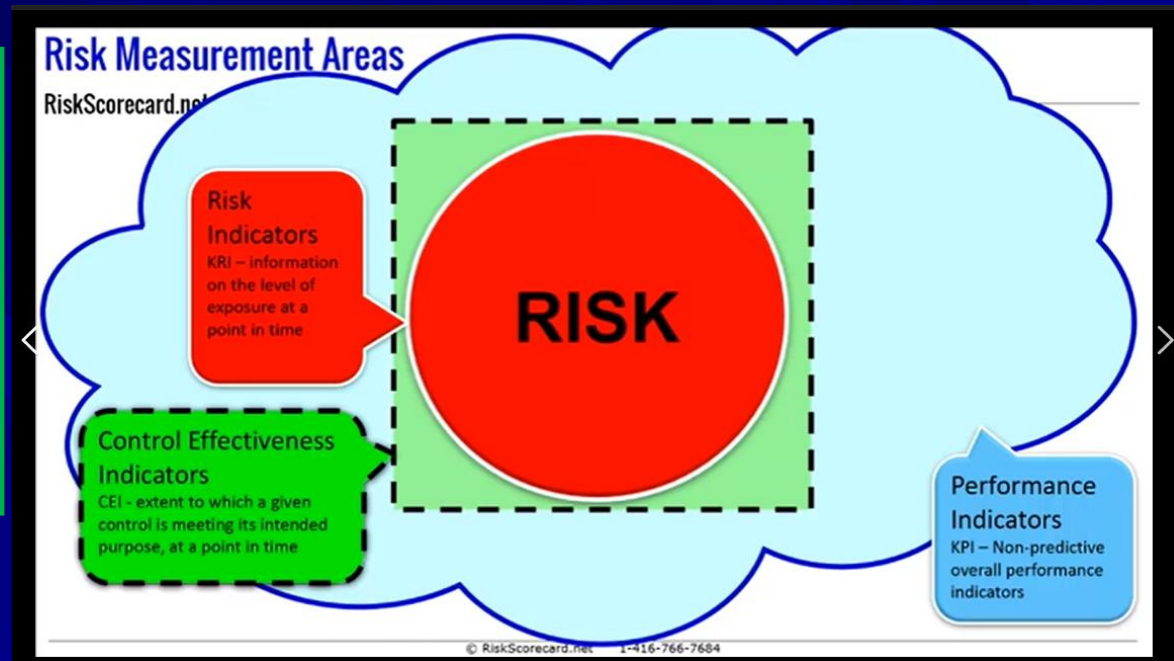 Risk Measurement Areas
RiskScorecard.net
Risk
Indicators
KRI – information
on the level of
exposure at a
point in time
RISK
Control Effectiveness
Indicators
CEI - extent to which a given
control is meeting its intended
purpose, at a point in time
Performance
Indicators
KPI – Non-predictive
overall performance
indicators
© RiskScorecard.net 1-416-766-7684